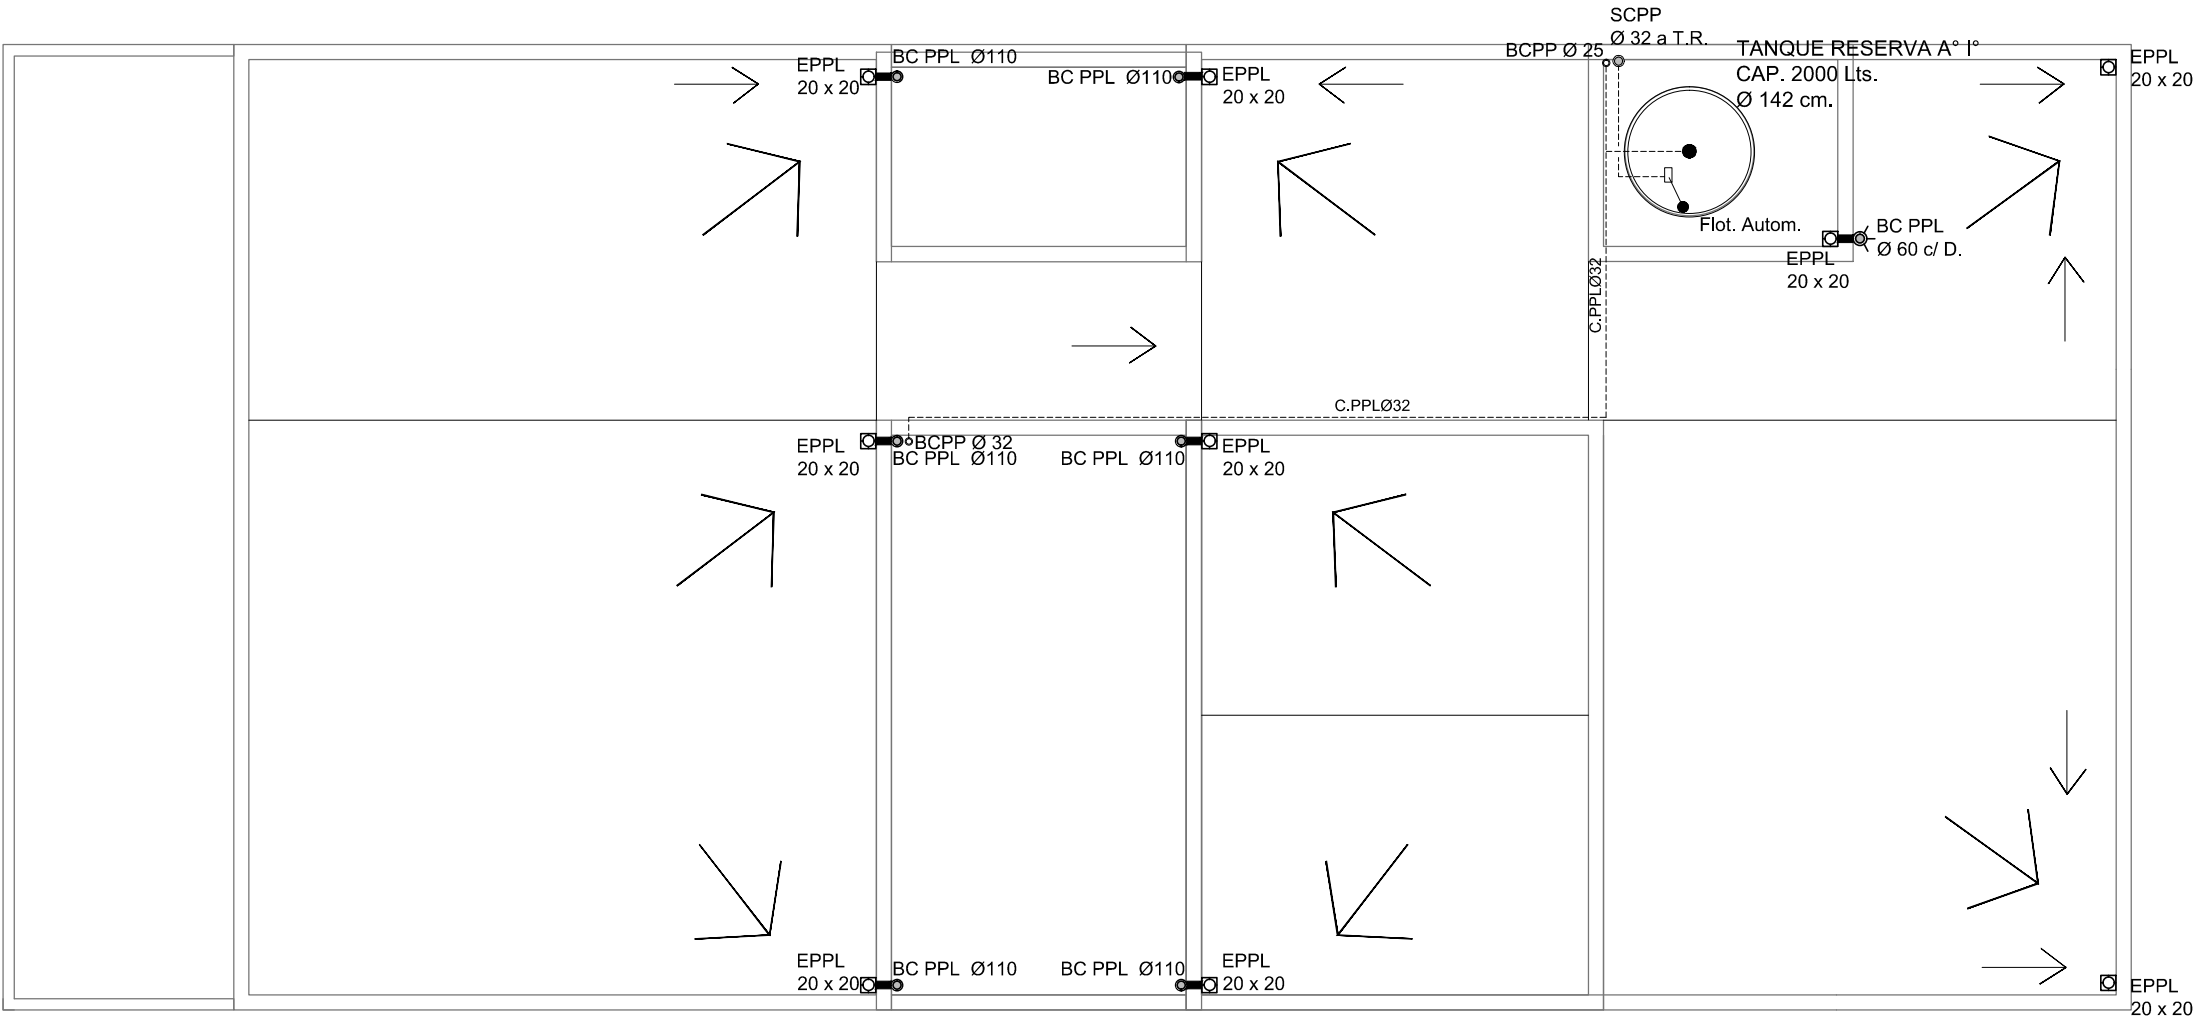 SCPP
Ø 32 a T.R.
BCPP Ø 25
TANQUE RESERVA A° I°
CAP. 2000 Lts.
Ø 142 cm.
EPPL
20 x 20
BC PPL Ø110
BC PPL Ø110
EPPL
20 x 20
EPPL
20 x 20
Flot. Autom.
BC PPL
Ø 60 c/ D.
EPPL
20 x 20
C.PPLØ32
C.PPLØ32
EPPL
20 x 20
BCPP Ø 32
BC PPL Ø110
BC PPL Ø110
EPPL
20 x 20
EPPL
20 x 20
BC PPL Ø110
BC PPL Ø110
EPPL
20 x 20
EPPL
20 x 20